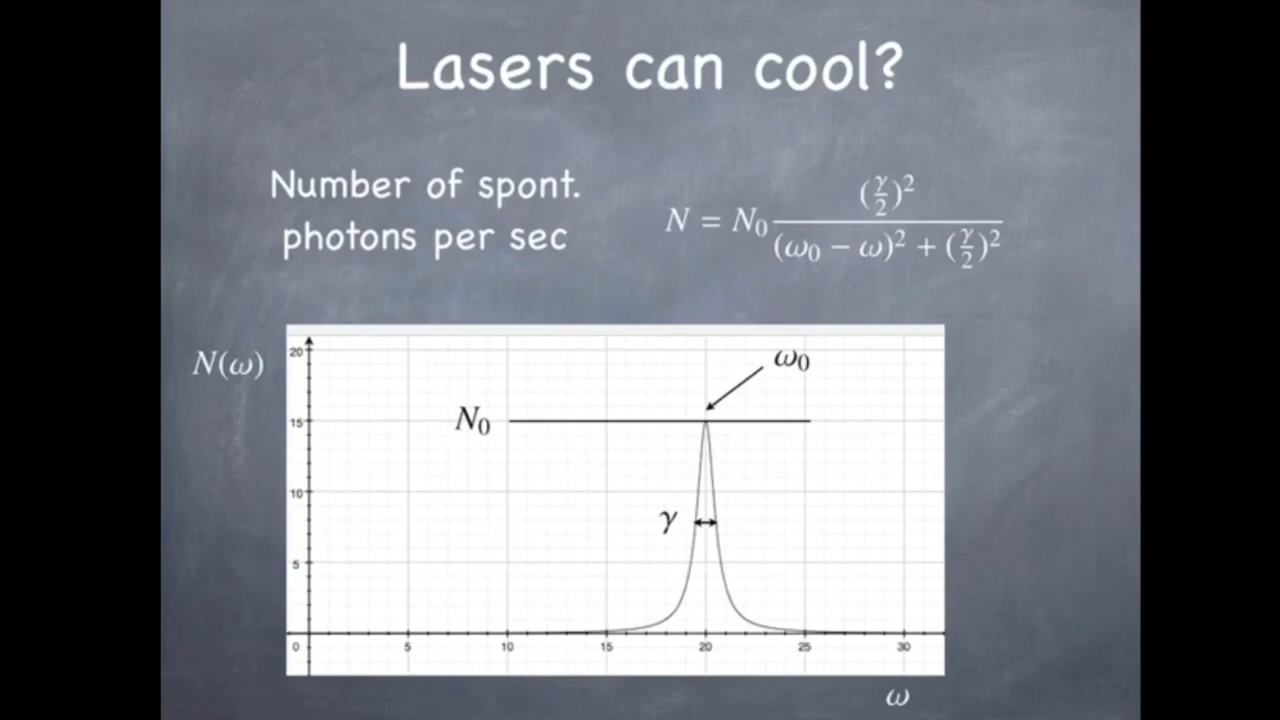 Lasers can cool?
Number of spont.
photons per sec
N = N₀ (γ/2)² / ((ω₀ − ω)² + (γ/2)²)
N(ω)
20
ω₀
N₀
15
10
γ
5
0 5 10 15 20 25 30
ω